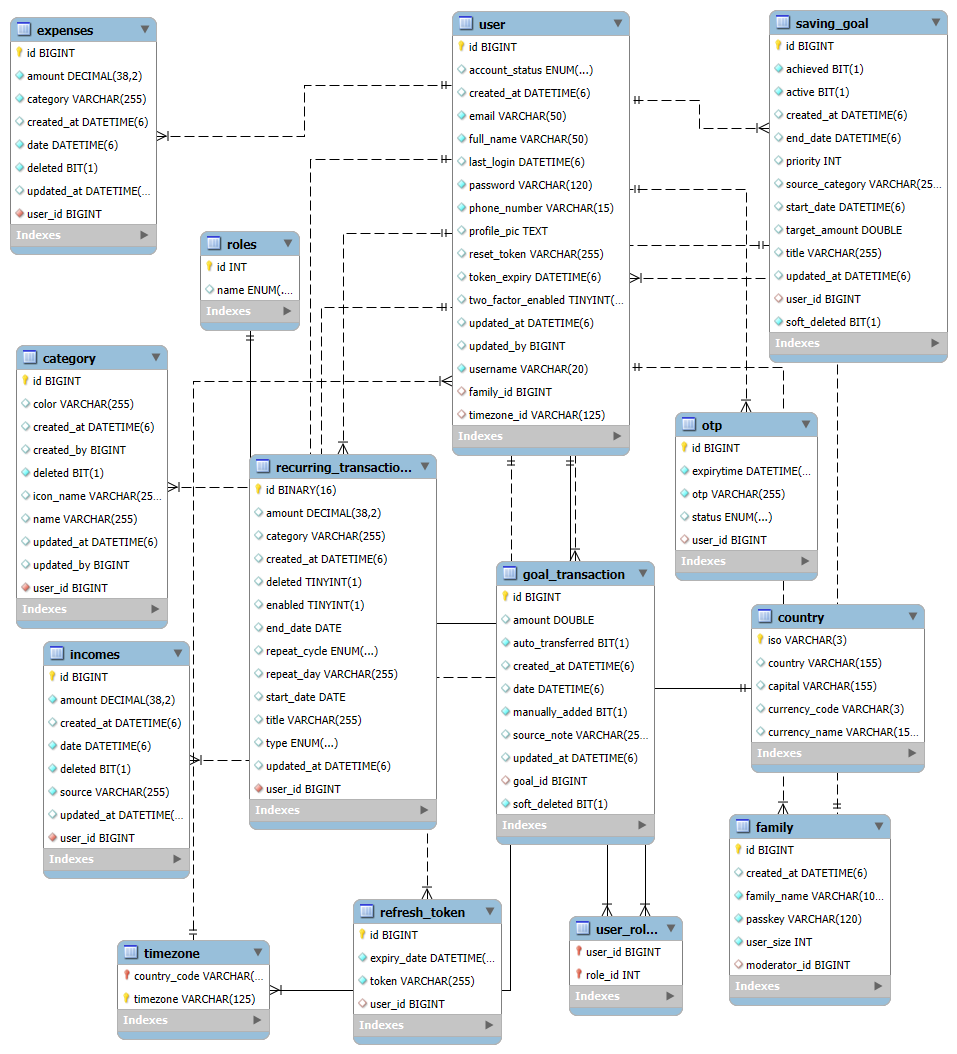 expenses
id BIGINT
amount DECIMAL(38,2)
category VARCHAR(255)
created_at DATETIME(6)
date DATETIME(6)
deleted BIT(1)
updated_at DATETIME(...
user_id BIGINT
Indexes
user
id BIGINT
account_status ENUM(...)
created_at DATETIME(6)
email VARCHAR(50)
full_name VARCHAR(50)
last_login DATETIME(6)
password VARCHAR(120)
phone_number VARCHAR(15)
profile_pic TEXT
reset_token VARCHAR(255)
token_expiry DATETIME(6)
two_factor_enabled TINYINT(...
updated_at DATETIME(6)
updated_by BIGINT
username VARCHAR(20)
family_id BIGINT
timezone_id VARCHAR(125)
Indexes
saving_goal
id BIGINT
achieved BIT(1)
active BIT(1)
created_at DATETIME(6)
end_date DATETIME(6)
priority INT
source_category VARCHAR(25...
start_date DATETIME(6)
target_amount DOUBLE
title VARCHAR(255)
updated_at DATETIME(6)
user_id BIGINT
soft_deleted BIT(1)
Indexes
roles
id INT
name ENUM(...
Indexes
category
id BIGINT
color VARCHAR(255)
created_at DATETIME(6)
created_by BIGINT
deleted BIT(1)
icon_name VARCHAR(25...
name VARCHAR(255)
updated_at DATETIME(6)
updated_by BIGINT
user_id BIGINT
Indexes
recurring_transactio...
id BINARY(16)
amount DECIMAL(38,2)
category VARCHAR(255)
created_at DATETIME(6)
deleted TINYINT(1)
enabled TINYINT(1)
end_date DATE
repeat_cycle ENUM(...)
repeat_day VARCHAR(255)
start_date DATE
title VARCHAR(255)
type ENUM(...)
updated_at DATETIME(6)
user_id BIGINT
Indexes
otp
id BIGINT
expirytime DATETIME(...
otp VARCHAR(255)
status ENUM(...)
user_id BIGINT
Indexes
goal_transaction
id BIGINT
amount DOUBLE
auto_transferred BIT(1)
created_at DATETIME(6)
date DATETIME(6)
manually_added BIT(1)
source_note VARCHAR(25...
updated_at DATETIME(6)
goal_id BIGINT
soft_deleted BIT(1)
Indexes
country
iso VARCHAR(3)
country VARCHAR(155)
capital VARCHAR(155)
currency_code VARCHAR(3)
currency_name VARCHAR(15...
Indexes
incomes
id BIGINT
amount DECIMAL(38,2)
created_at DATETIME(6)
date DATETIME(6)
deleted BIT(1)
source VARCHAR(255)
updated_at DATETIME(...
user_id BIGINT
Indexes
family
id BIGINT
created_at DATETIME(6)
family_name VARCHAR(10...
passkey VARCHAR(120)
user_size INT
moderator_id BIGINT
Indexes
refresh_token
id BIGINT
expiry_date DATETIME(...
token VARCHAR(255)
user_id BIGINT
Indexes
user_rol...
user_id BIGINT
role_id INT
Indexes
timezone
country_code VARCHAR(...
timezone VARCHAR(125)
Indexes